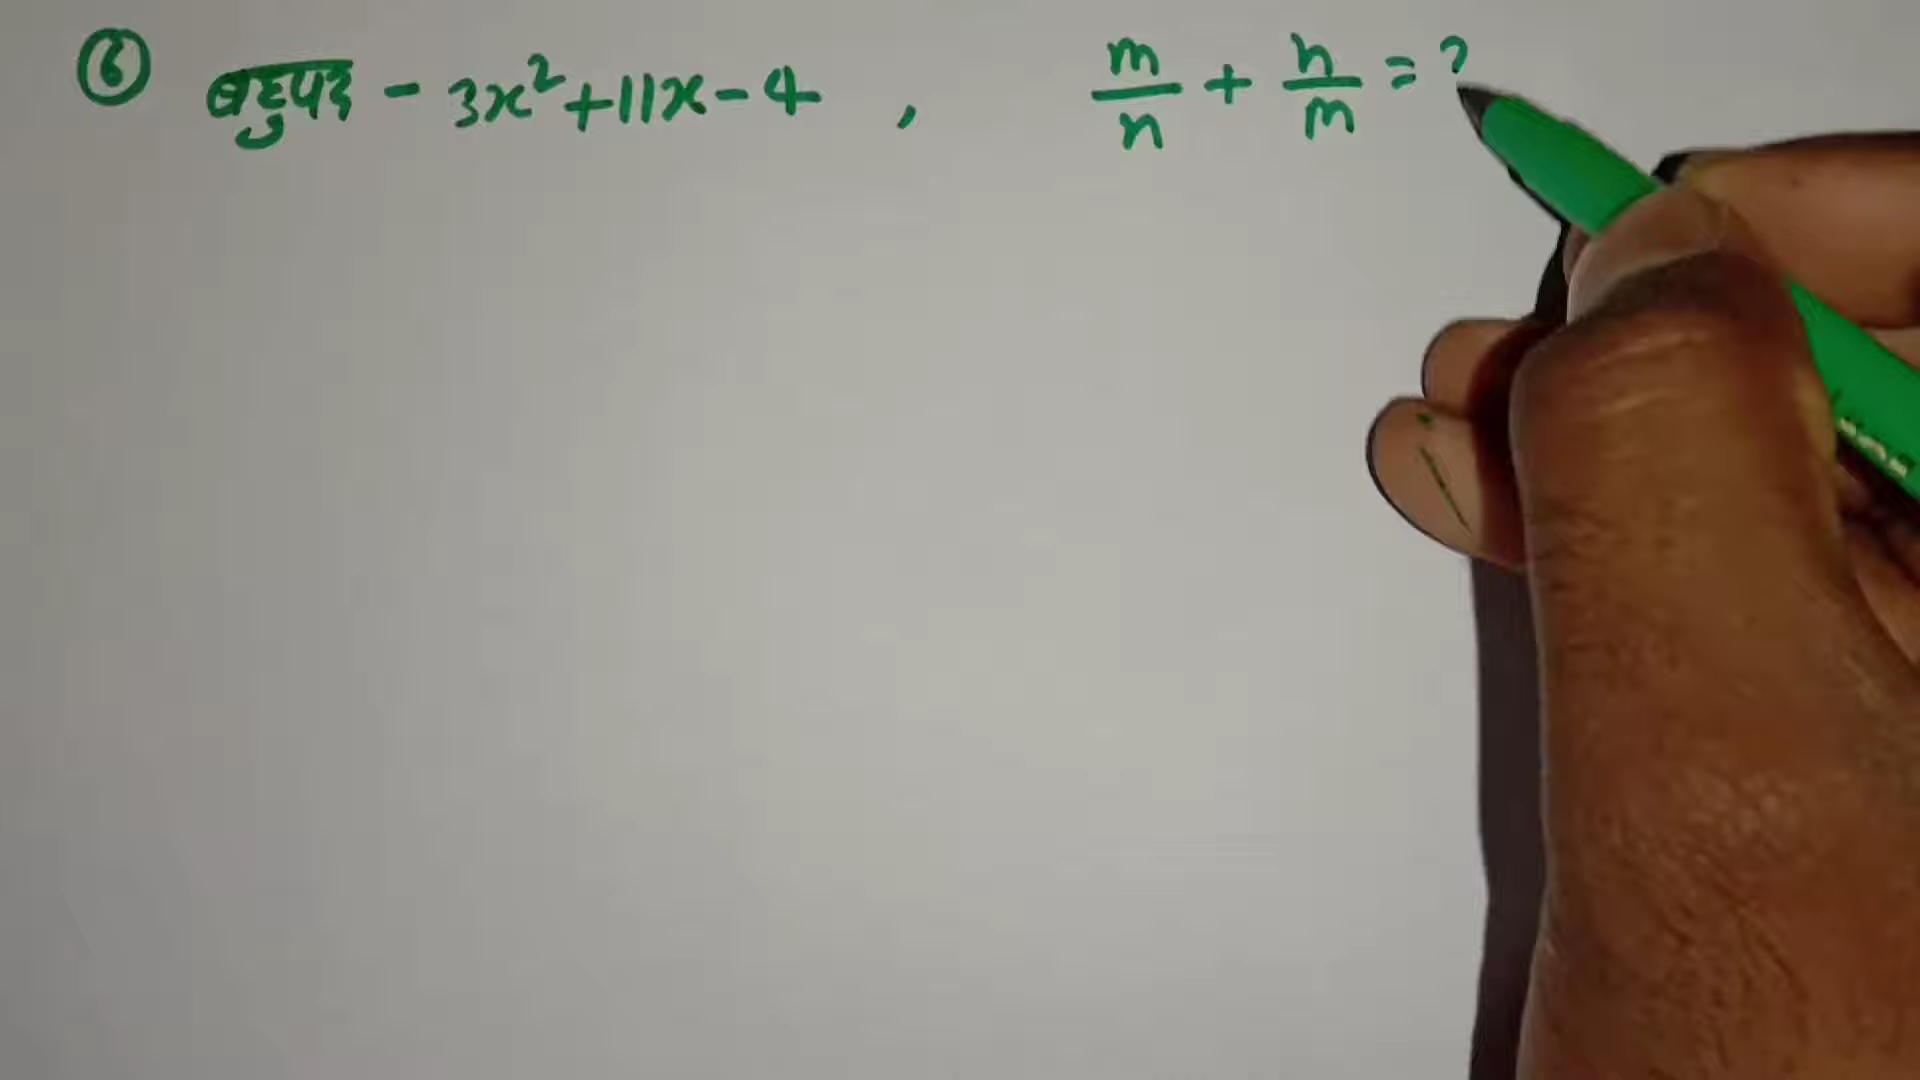 ⑥ बहुपद - 3x² + 11x - 4 , m/n + n/m = ?